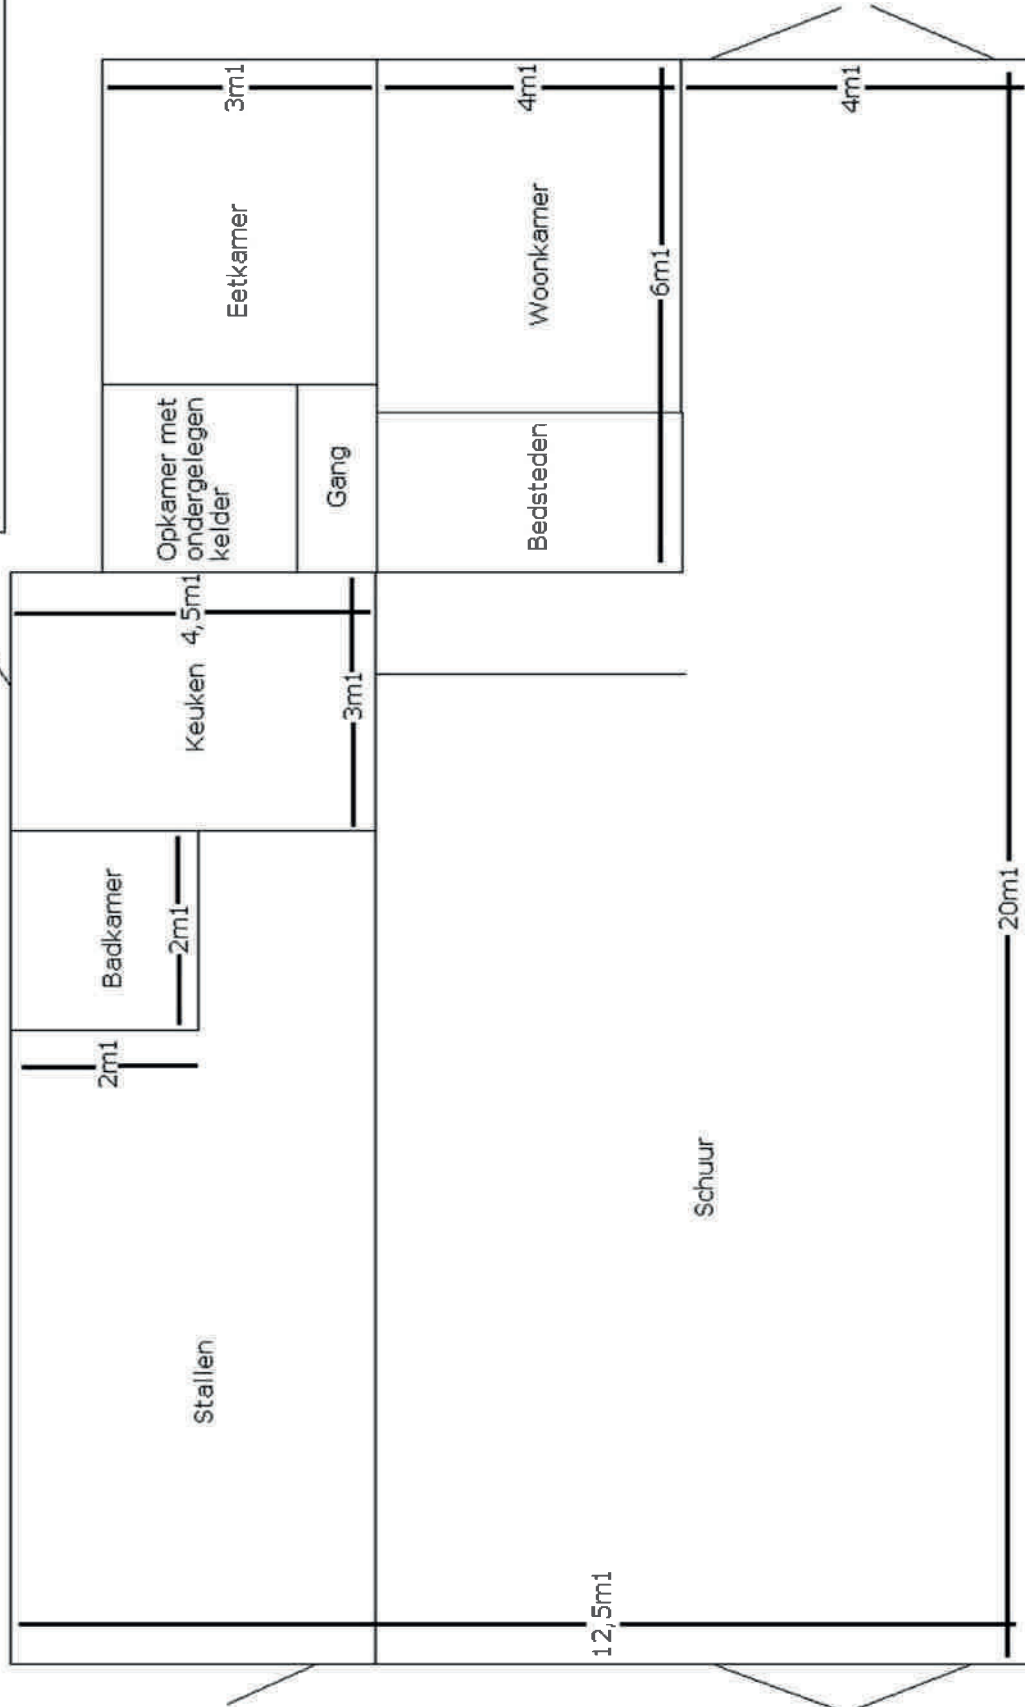 Stallen
2m1
Badkamer
2m1
Keuken 4,5m1
3m1
Opkamer met
ondergelegen
kelder
Gang
Eetkamer
3m1
Bedsteden
Woonkamer
4m1
6m1
12,5m1
Schuur
4m1
20m1